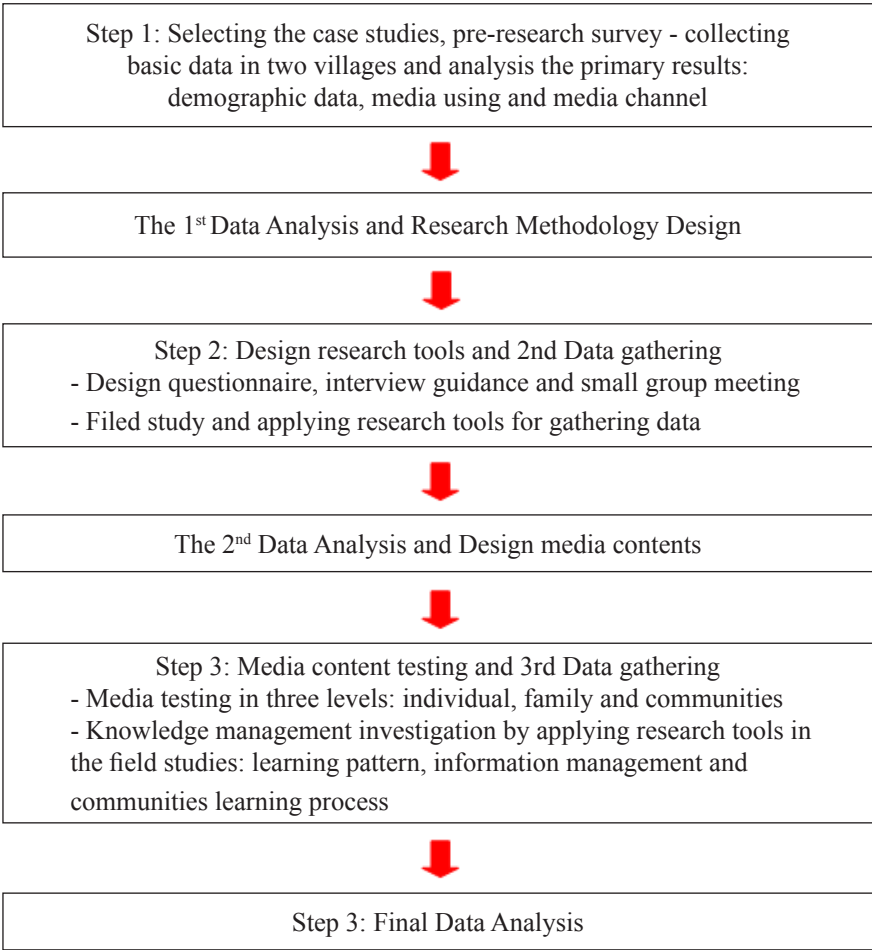 Step 1: Selecting the case studies, pre-research survey - collecting
basic data in two villages and analysis the primary results:
demographic data, media using and media channel
The 1st Data Analysis and Research Methodology Design
Step 2: Design research tools and 2nd Data gathering
- Design questionnaire, interview guidance and small group meeting
- Filed study and applying research tools for gathering data
The 2nd Data Analysis and Design media contents
Step 3: Media content testing and 3rd Data gathering
- Media testing in three levels: individual, family and communities
- Knowledge management investigation by applying research tools in
the field studies: learning pattern, information management and
communities learning process
Step 3: Final Data Analysis